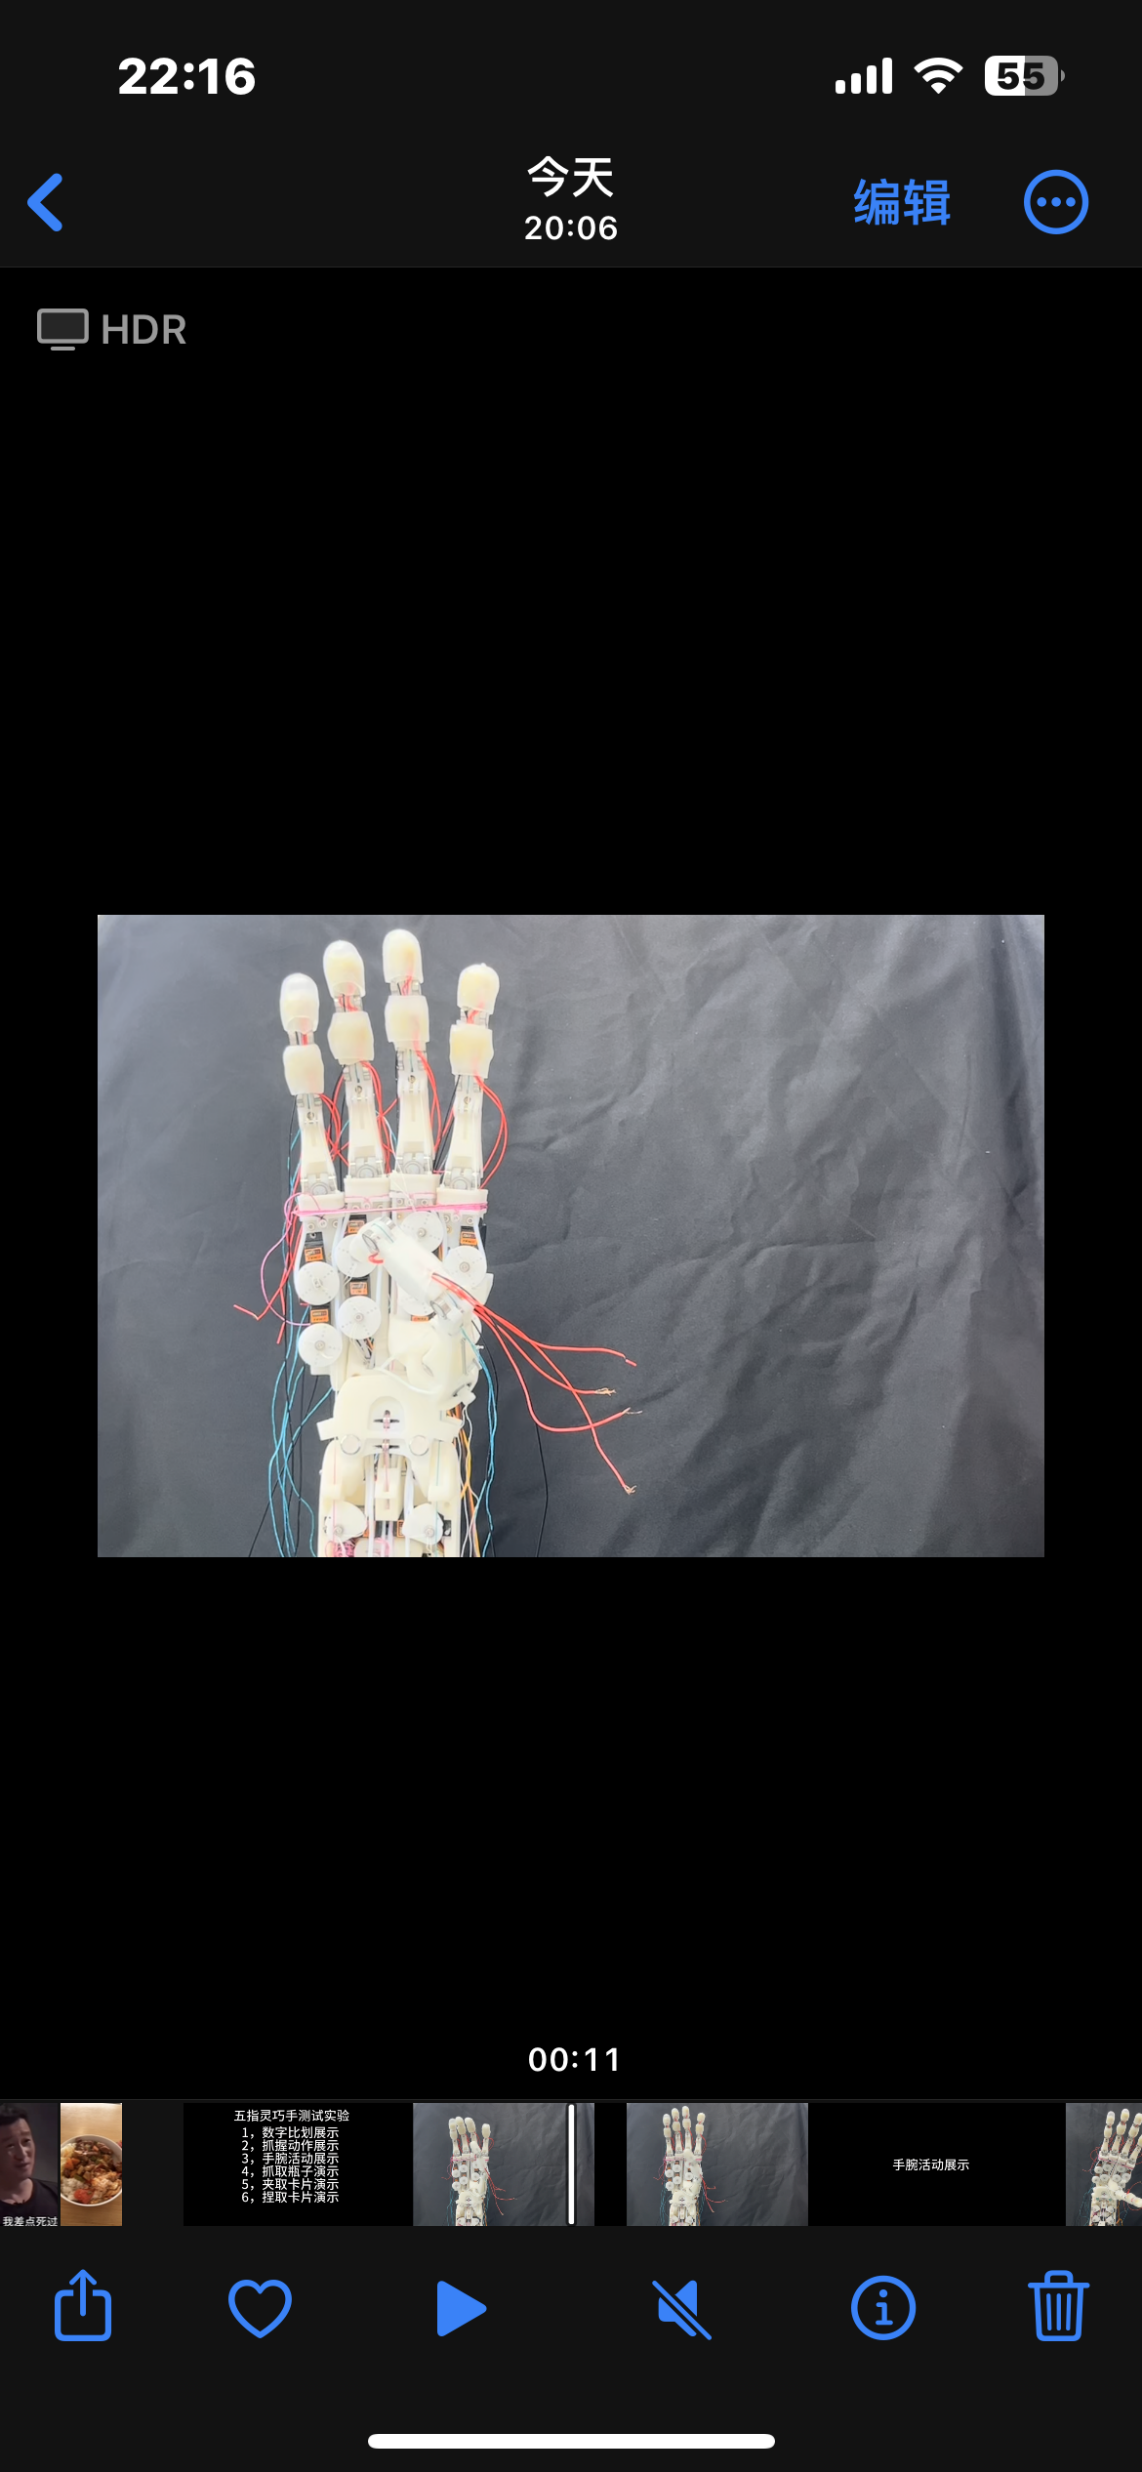 22:16
55
今天
20:06
编辑
HDR
00:11
我差点死过
五指灵巧手测试实验
1，数字比划展示
2，抓握动作展示
3，手腕活动展示
4，抓取瓶子演示
5，夹取卡片演示
6，捏取卡片演示
手腕活动展示